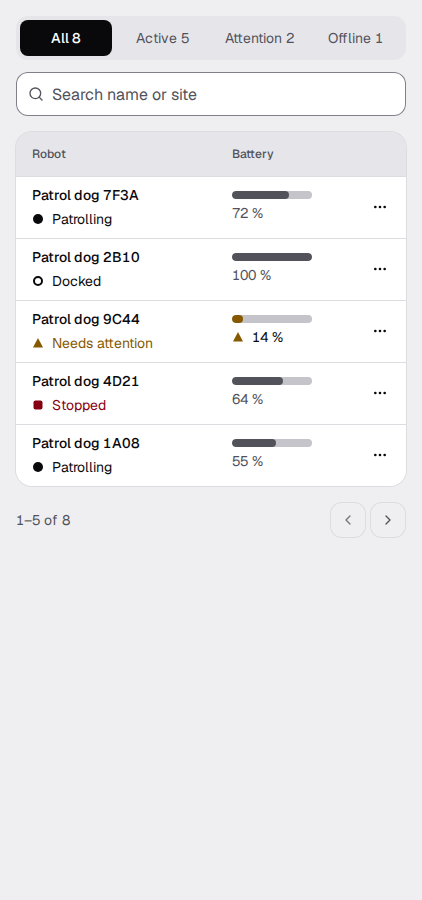 All 8
Active 5
Attention 2
Offline 1
Search name or site
Robot
Battery
Patrol dog 7F3A
Patrolling
72 %
Patrol dog 2B10
Docked
100 %
Patrol dog 9C44
Needs attention
14 %
Patrol dog 4D21
Stopped
64 %
Patrol dog 1A08
Patrolling
55 %
1–5 of 8